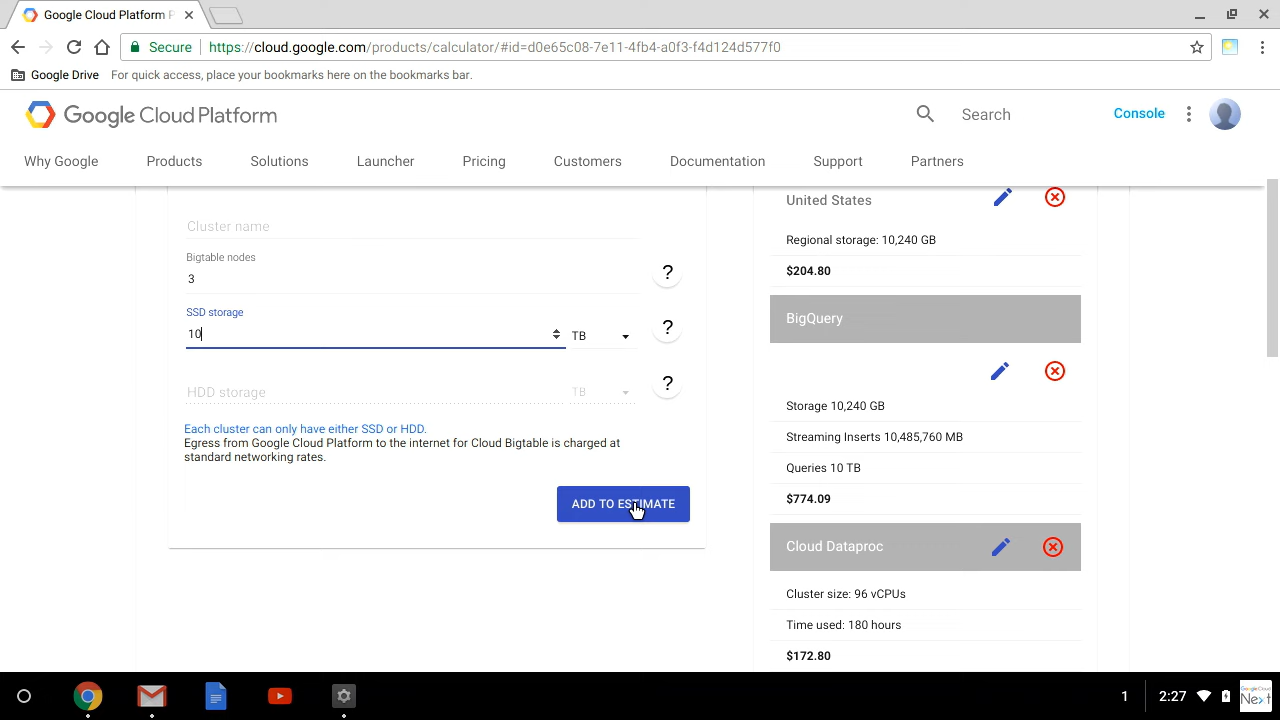 Google Cloud Platform P
Secure https://cloud.google.com/products/calculator/#id=d0e65c08-7e11-4fb4-a0f3-f4d124d577f0
Google Drive For quick access, place your bookmarks here on the bookmarks bar.
Google Cloud Platform
Search
Console
Why Google Products Solutions Launcher Pricing Customers Documentation Support Partners
Cluster name
Bigtable nodes
3
?
SSD storage
10 TB
?
HDD storage TB
?
Each cluster can only have either SSD or HDD.
Egress from Google Cloud Platform to the internet for Cloud Bigtable is charged at
standard networking rates.
ADD TO ESTIMATE
United States
Regional storage: 10,240 GB
$204.80
BigQuery
Storage 10,240 GB
Streaming Inserts 10,485,760 MB
Queries 10 TB
$774.09
Cloud Dataproc
Cluster size: 96 vCPUs
Time used: 180 hours
$172.80
1 2:27
Google Cloud
Next